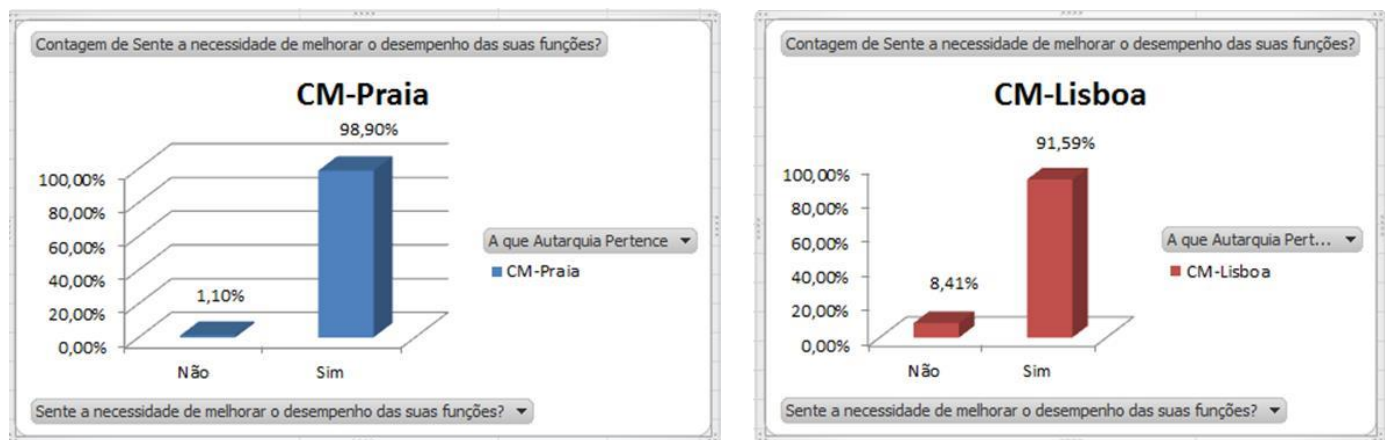 Contagem de Sente a necessidade de melhorar o desempenho das suas funções?
CM-Praia
98,90%
100,00%
80,00%
60,00%
40,00%
20,00%
0,00%
1,10%
Não
Sim
A que Autarquia Pertence
CM-Praia
Sente a necessidade de melhorar o desempenho das suas funções?
Contagem de Sente a necessidade de melhorar o desempenho das suas funções?
CM-Lisboa
91,59%
100,00%
80,00%
60,00%
40,00%
20,00%
0,00%
8,41%
Não
Sim
A que Autarquia Pert...
CM-Lisboa
Sente a necessidade de melhorar o desempenho das suas funções?